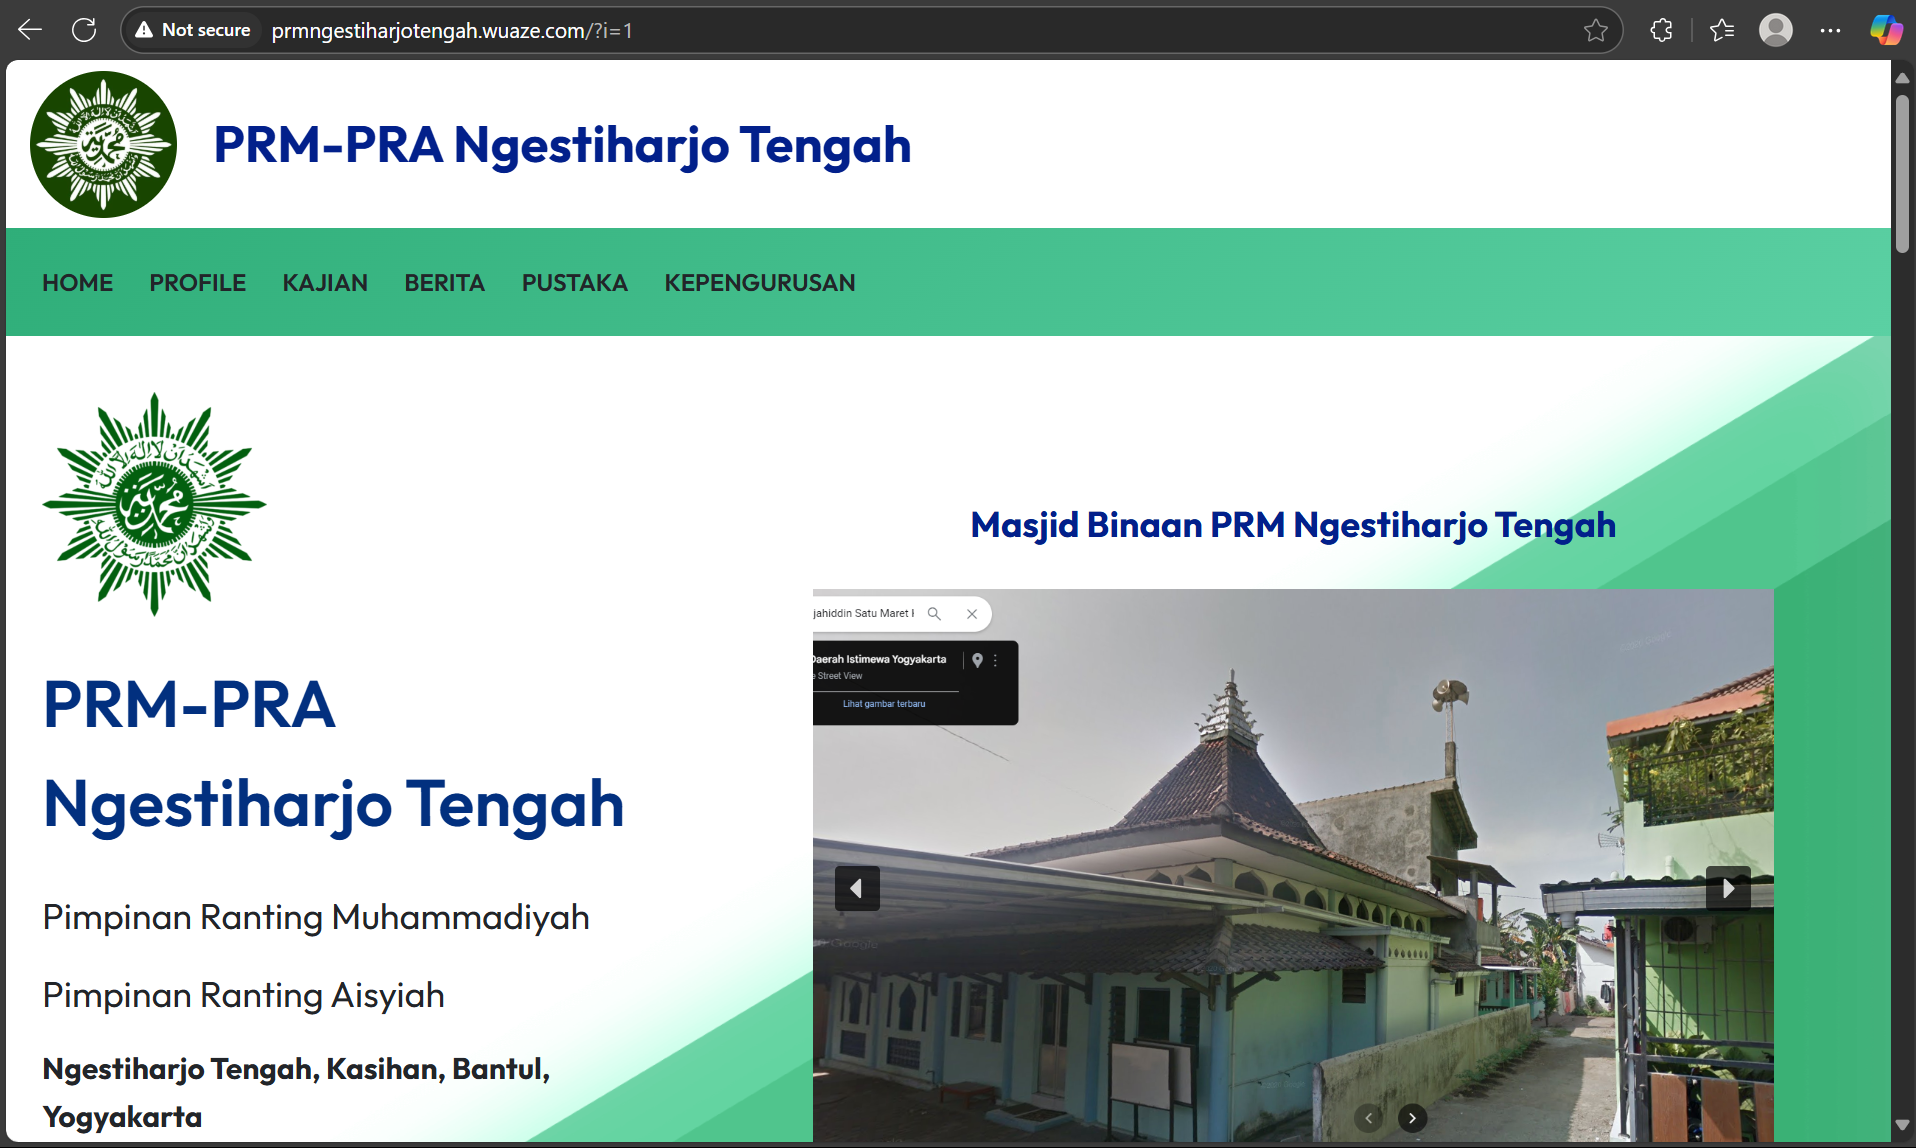 Not secure
prmngestiharjotengah.wuaze.com/?i=1
PRM-PRA Ngestiharjo Tengah
HOME PROFILE KAJIAN BERITA PUSTAKA KEPENGURUSAN
PRM-PRA
Ngestiharjo Tengah
Pimpinan Ranting Muhammadiyah
Pimpinan Ranting Aisyiah
Ngestiharjo Tengah, Kasihan, Bantul,
Yogyakarta
Masjid Binaan PRM Ngestiharjo Tengah
jahiddin Satu Maret
Daerah Istimewa Yogyakarta
e Street View
Lihat gambar terbaru
Google